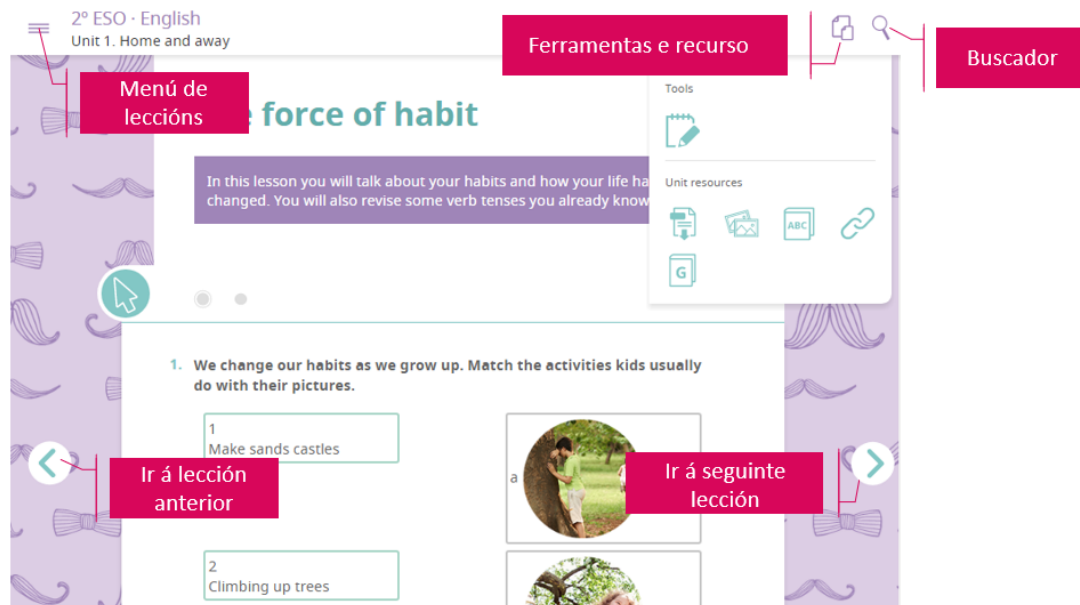 2º ESO · English
Unit 1. Home and away
Ferramentas e recurso
Buscador
Menú de
leccións
force of habit
Tools
In this lesson you will talk about your habits and how your life ha
changed. You will also revise some verb tenses you already know
Unit resources
ABC
G
1. We change our habits as we grow up. Match the activities kids usually
do with their pictures.
1
Make sands castles
a
Ir á lección
anterior
Ir á seguinte
lección
2
Climbing up trees